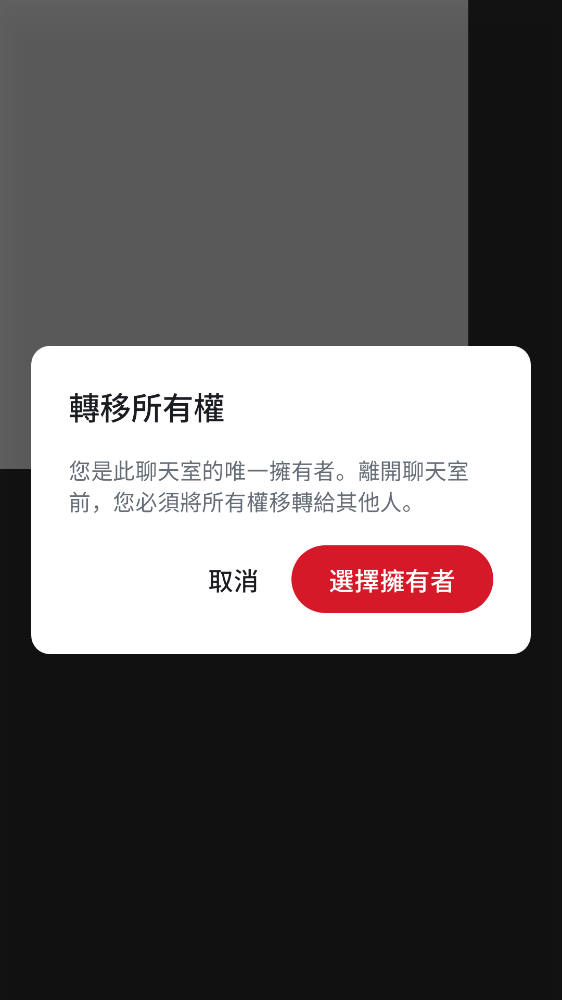 轉移所有權
您是此聊天室的唯一擁有者。離開聊天室
前，您必須將所有權移轉給其他人。
取消
選擇擁有者